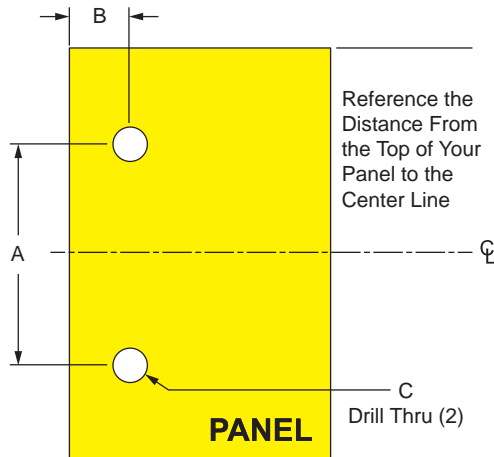 B
Reference the
Distance From
the Top of Your
Panel to the
Center Line
A
℄
C
Drill Thru (2)
PANEL